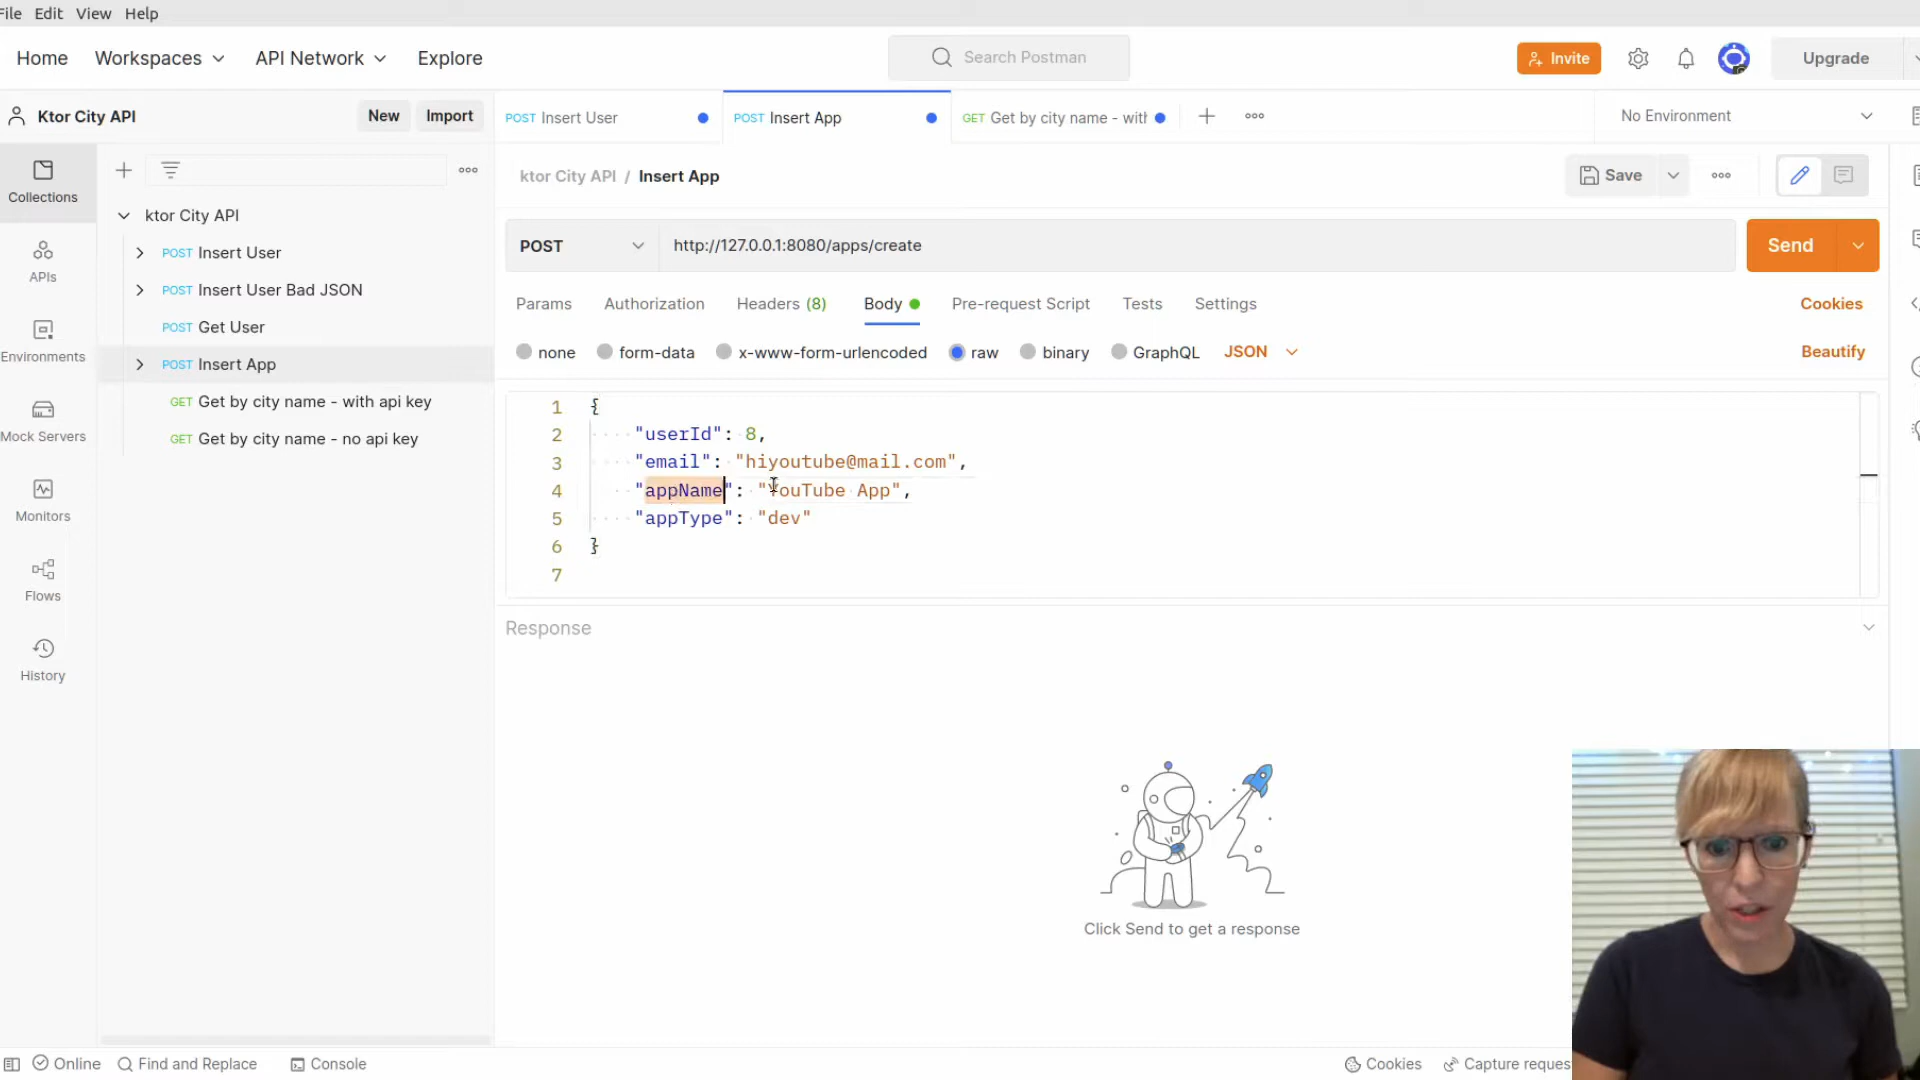 File Edit View Help
Home Workspaces API Network Explore Search Postman Invite Upgrade
Ktor City API New Import
POST Insert User POST Insert App GET Get by city name - with No Environment
ktor City API / Insert App Save
Collections
APIs
Environments
Mock Servers
Monitors
Flows
History
ktor City API
POST Insert User
POST Insert User Bad JSON
POST Get User
POST Insert App
GET Get by city name - with api key
GET Get by city name - no api key
POST http://127.0.0.1:8080/apps/create Send
Params Authorization Headers (8) Body Pre-request Script Tests Settings Cookies
none form-data x-www-form-urlencoded raw binary GraphQL JSON Beautify
1 {
2 "userId": 8,
3 "email": "hiyoutube@mail.com",
4 "appName": "YouTube App",
5 "appType": "dev"
6 }
7
Response
Click Send to get a response
Online Find and Replace Console Cookies Capture reques